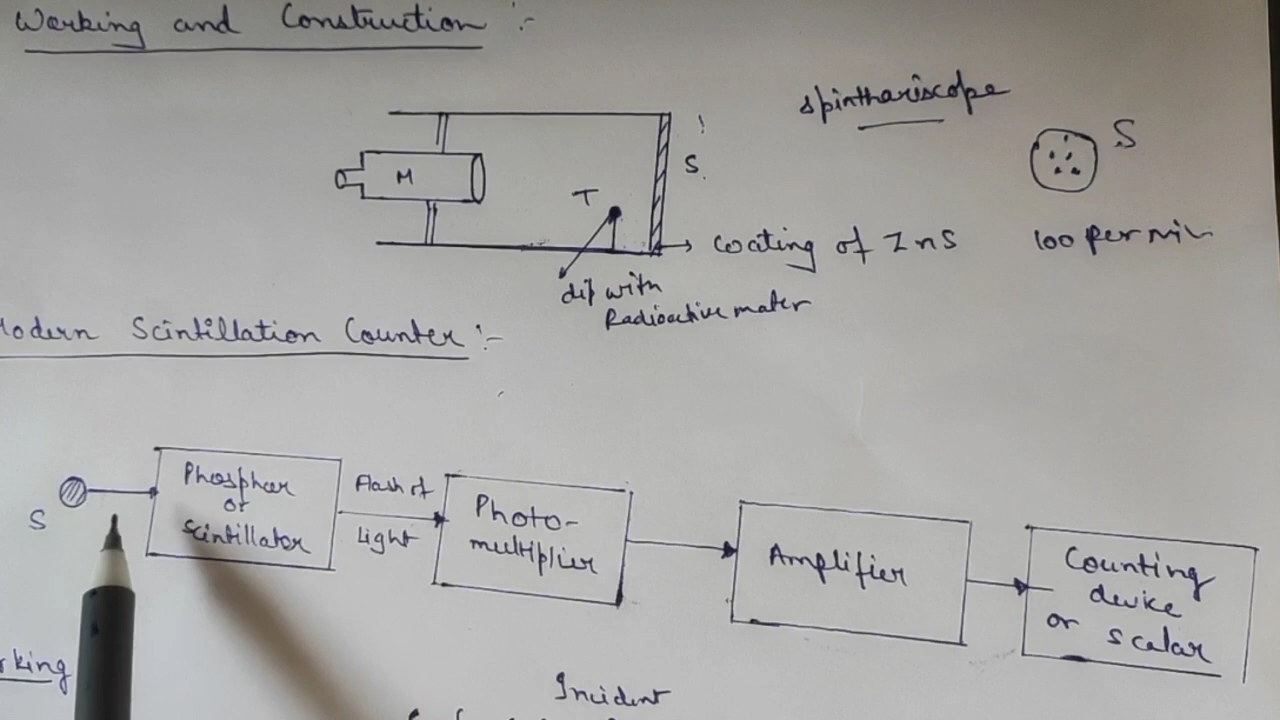 Working and Construction :-
spinthariscope
S
M
T
S.
→ coating of ZnS
100 per min
dip with
Radioactive mater
Modern Scintillation Counter :-
S
Phosphor
or
Scintillator
Flash of
Light
Photo-
multiplier
Amplifier
Counting
device
or scalar
rking
Incident